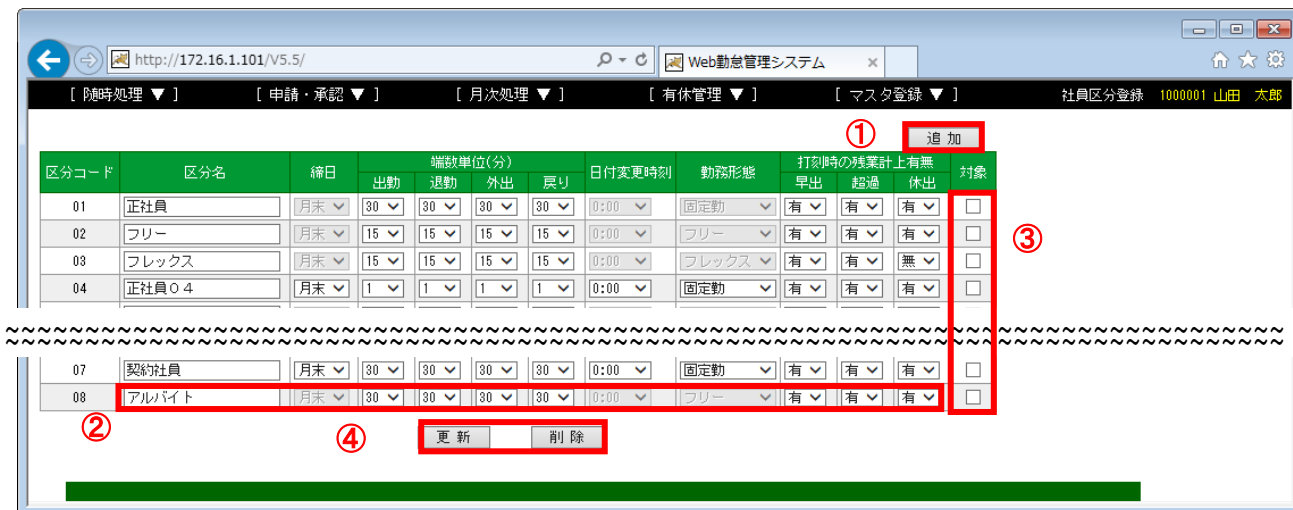 http://172.16.1.101/V5.5/ Web勤怠管理システム ×
[ 随時処理 ▼ ] [ 申請・承認 ▼ ] [ 月次処理 ▼ ] [ 有休管理 ▼ ] [ マスタ登録 ▼ ] 社員区分登録 1000001 山田 太郎
① 追 加
区分コード 区分名 締日 端数単位(分) 日付変更時刻 勤務形態 打刻時の残業計上有無 対象
出勤 退勤 外出 戻り 早出 超過 休出
01 正社員 月末 30 30 30 30 0:00 固定勤 有 有 有
02 フリー 月末 15 15 15 15 0:00 フリー 有 有 有
③
03 フレックス 月末 15 15 15 15 0:00 フレックス 有 有 無
04 正社員04 月末 1 1 1 1 0:00 固定勤 有 有 有
07 契約社員 月末 30 30 30 30 0:00 固定勤 有 有 有
08 アルバイト 月末 30 30 30 30 0:00 フリー 有 有 有
② ④ 更 新 削 除